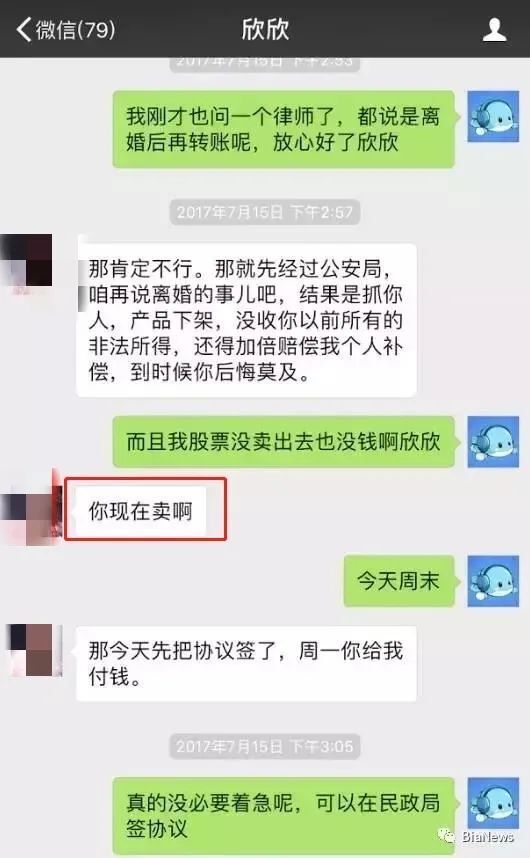 微信(79)
欣欣
2017年7月15日 下午2:53
我刚才也问一个律师了，都说是离
婚后再转账呢，放心好了欣欣
2017年7月15日 下午2:57
那肯定不行。那就先经过公安局，
咱再说离婚的事儿吧，结果是抓你
人，产品下架，没收你以前所有的
非法所得，还得加倍赔偿我个人补
偿，到时候你后悔莫及。
而且我股票没卖出去也没钱啊欣欣
你现在卖啊
今天周末
那今天先把协议签了，周一你给我
付钱。
2017年7月15日 下午3:05
真的没必要着急呢，可以在民政局
签协议
BiaNews